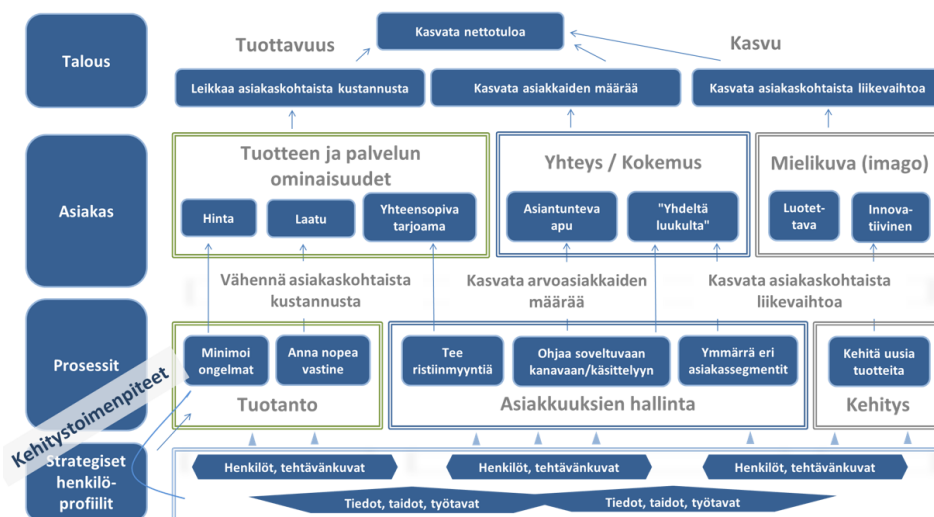 Talous
Tuottavuus
Kasvata nettotuloa
Kasvu
Leikkaa asiakaskohtaista kustannusta
Kasvata asiakkaiden määrää
Kasvata asiakaskohtaista liikevaihtoa
Asiakas
Tuotteen ja palvelun
ominaisuudet
Hinta
Laatu
Yhteensopiva
tarjoama
Yhteys / Kokemus
Asiantunteva
apu
"Yhdeltä
luukulta"
Mielikuva (imago)
Luotet-
tava
Innova-
tiivinen
Vähennä asiakaskohtaista
kustannusta
Kasvata arvoasiakkaiden
määrää
Kasvata asiakaskohtaista
liikevaihtoa
Prosessit
Minimoi
ongelmat
Anna nopea
vastine
Tuotanto
Tee
ristiinmyyntiä
Ohjaa soveltuvaan
kanavaan/käsittelyyn
Ymmärrä eri
asiakassegmentit
Asiakkuuksien hallinta
Kehitä uusia
tuotteita
Kehitys
Kehitystoimenpiteet
Strategiset
henkilö-
profiilit
Henkilöt, tehtävänkuvat
Henkilöt, tehtävänkuvat
Henkilöt, tehtävänkuvat
Tiedot, taidot, työtavat
Tiedot, taidot, työtavat